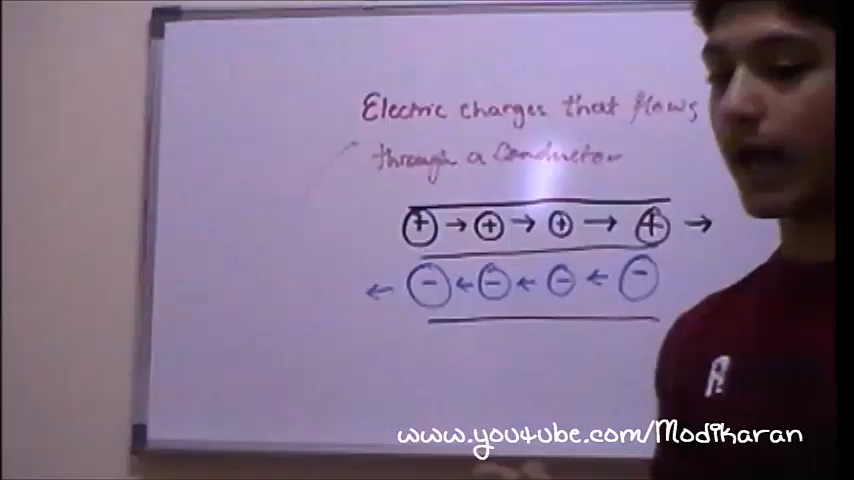 Electric charges that flows
through a Conductor
+ → + → + → + →
← - ← - ← - ← -
www.youtube.com/Modikaran